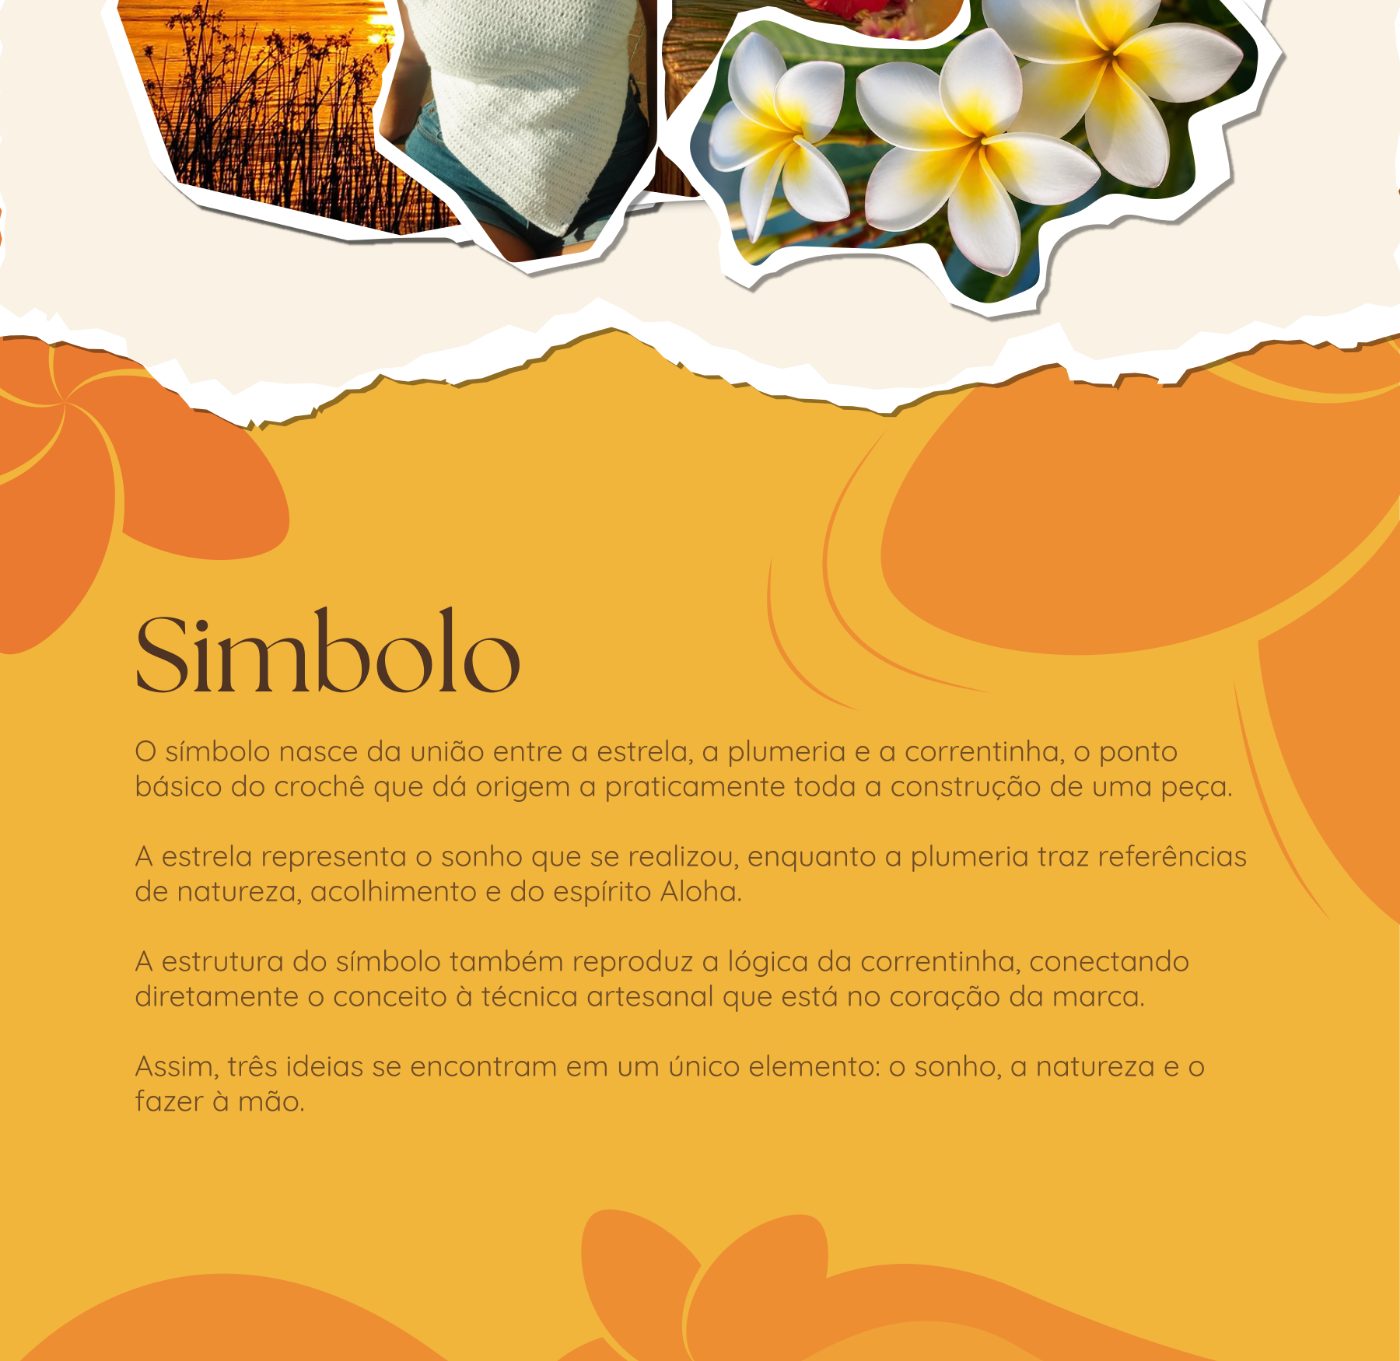 Simbolo
O símbolo nasce da união entre a estrela, a plumeria e a correntinha, o ponto
básico do crochê que dá origem a praticamente toda a construção de uma peça.
A estrela representa o sonho que se realizou, enquanto a plumeria traz referências
de natureza, acolhimento e do espírito Aloha.
A estrutura do símbolo também reproduz a lógica da correntinha, conectando
diretamente o conceito à técnica artesanal que está no coração da marca.
Assim, três ideias se encontram em um único elemento: o sonho, a natureza e o
fazer à mão.